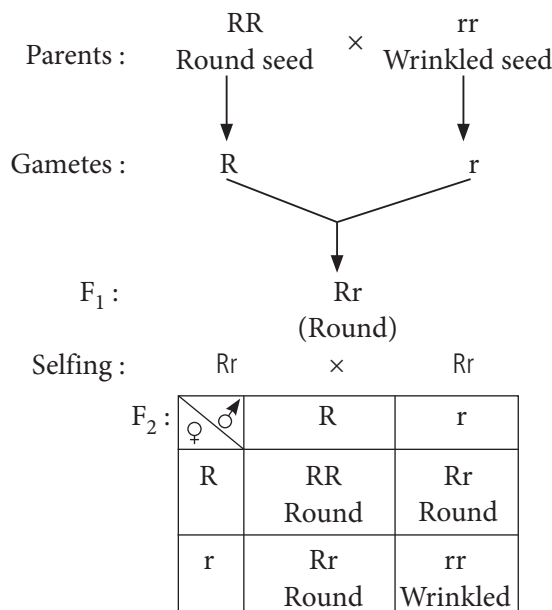 RR × rr
Parents : Round seed Wrinkled seed
Gametes : R r
F₁ : Rr
(Round)
Selfing : Rr × Rr
F₂ : ♀ ♂ R r
R RR Rr
Round Round
r Rr rr
Round Wrinkled